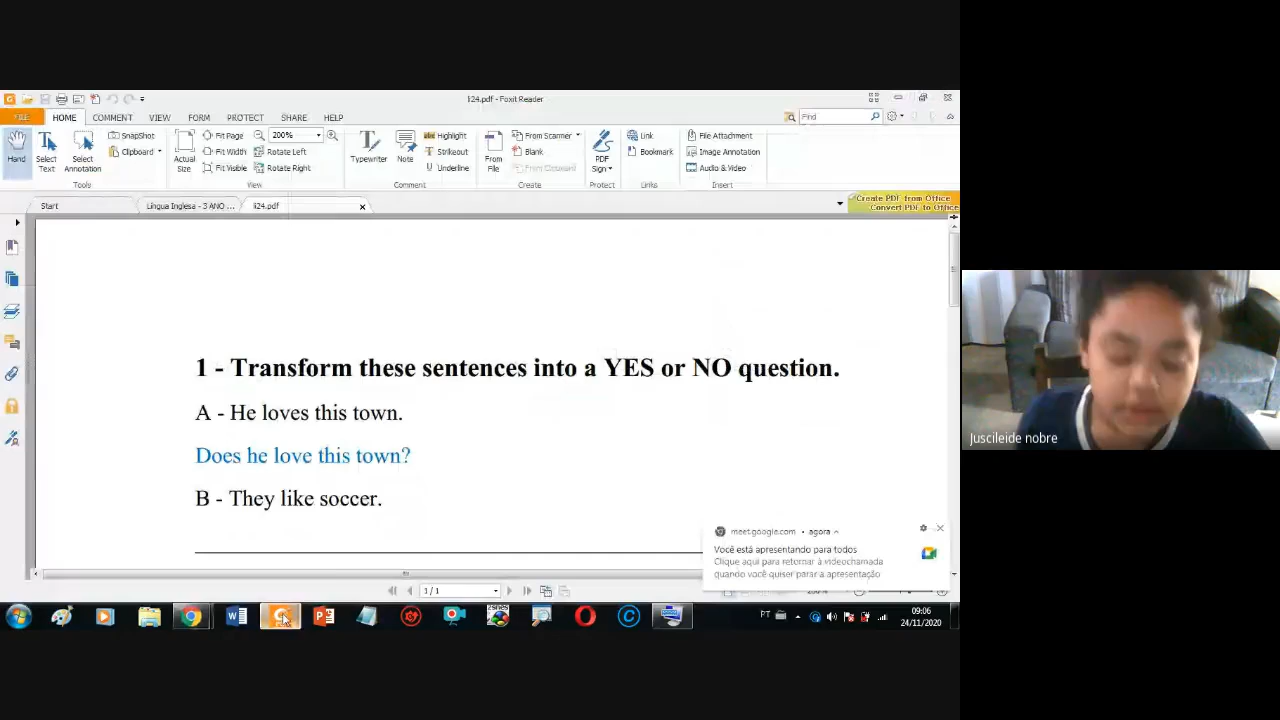 li24.pdf - Foxit Reader
FILE HOME COMMENT VIEW FORM PROTECT SHARE HELP
Find
Hand
Select Text
Select Annotation
SnapShot
Clipboard
Tools
Actual Size
Fit Page
Fit Width
Fit Visible
200%
Rotate Left
Rotate Right
View
Typewriter
Note
Highlight
Strikeout
Underline
Comment
From File
From Scanner
Blank
From Clipboard
Create
PDF Sign
Protect
Link
Bookmark
Links
File Attachment
Image Annotation
Audio & Video
Insert
Start
Língua Inglesa - 3 ANO ...
li24.pdf
Create PDF from Office
Convert PDF to Office
1 - Transform these sentences into a YES or NO question.
A - He loves this town.
Does he love this town?
B - They like soccer.
Juscileide nobre
meet.google.com • agora
Você está apresentando para todos
Clique aqui para retornar à videochamada
quando você quiser parar a apresentação
1 / 1
PT
09:06
24/11/2020